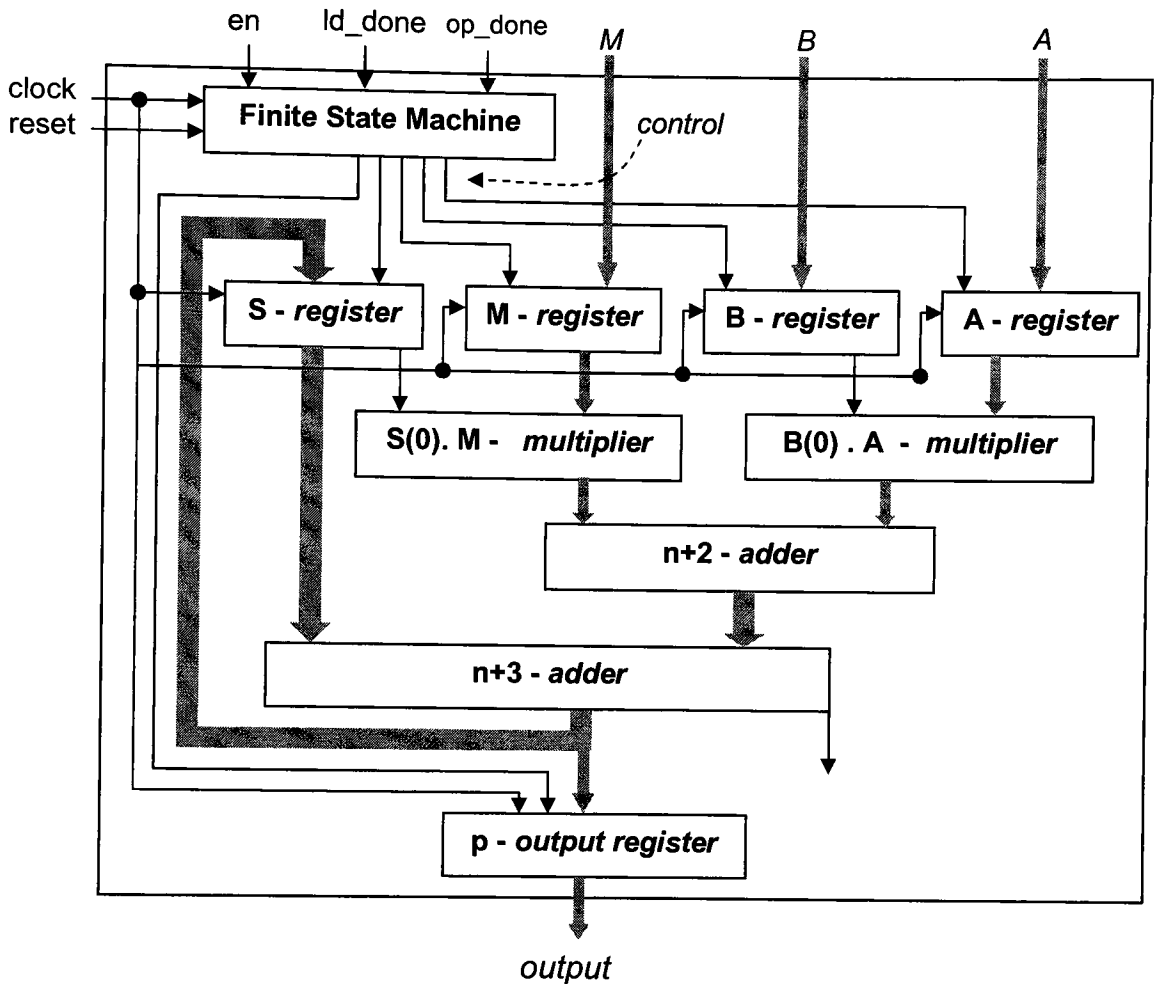 en ld_done op_done
M B A
clock
reset
Finite State Machine
control
S - register
M - register
B - register
A - register
S(0). M - multiplier
B(0) . A - multiplier
n+2 - adder
n+3 - adder
p - output register
output